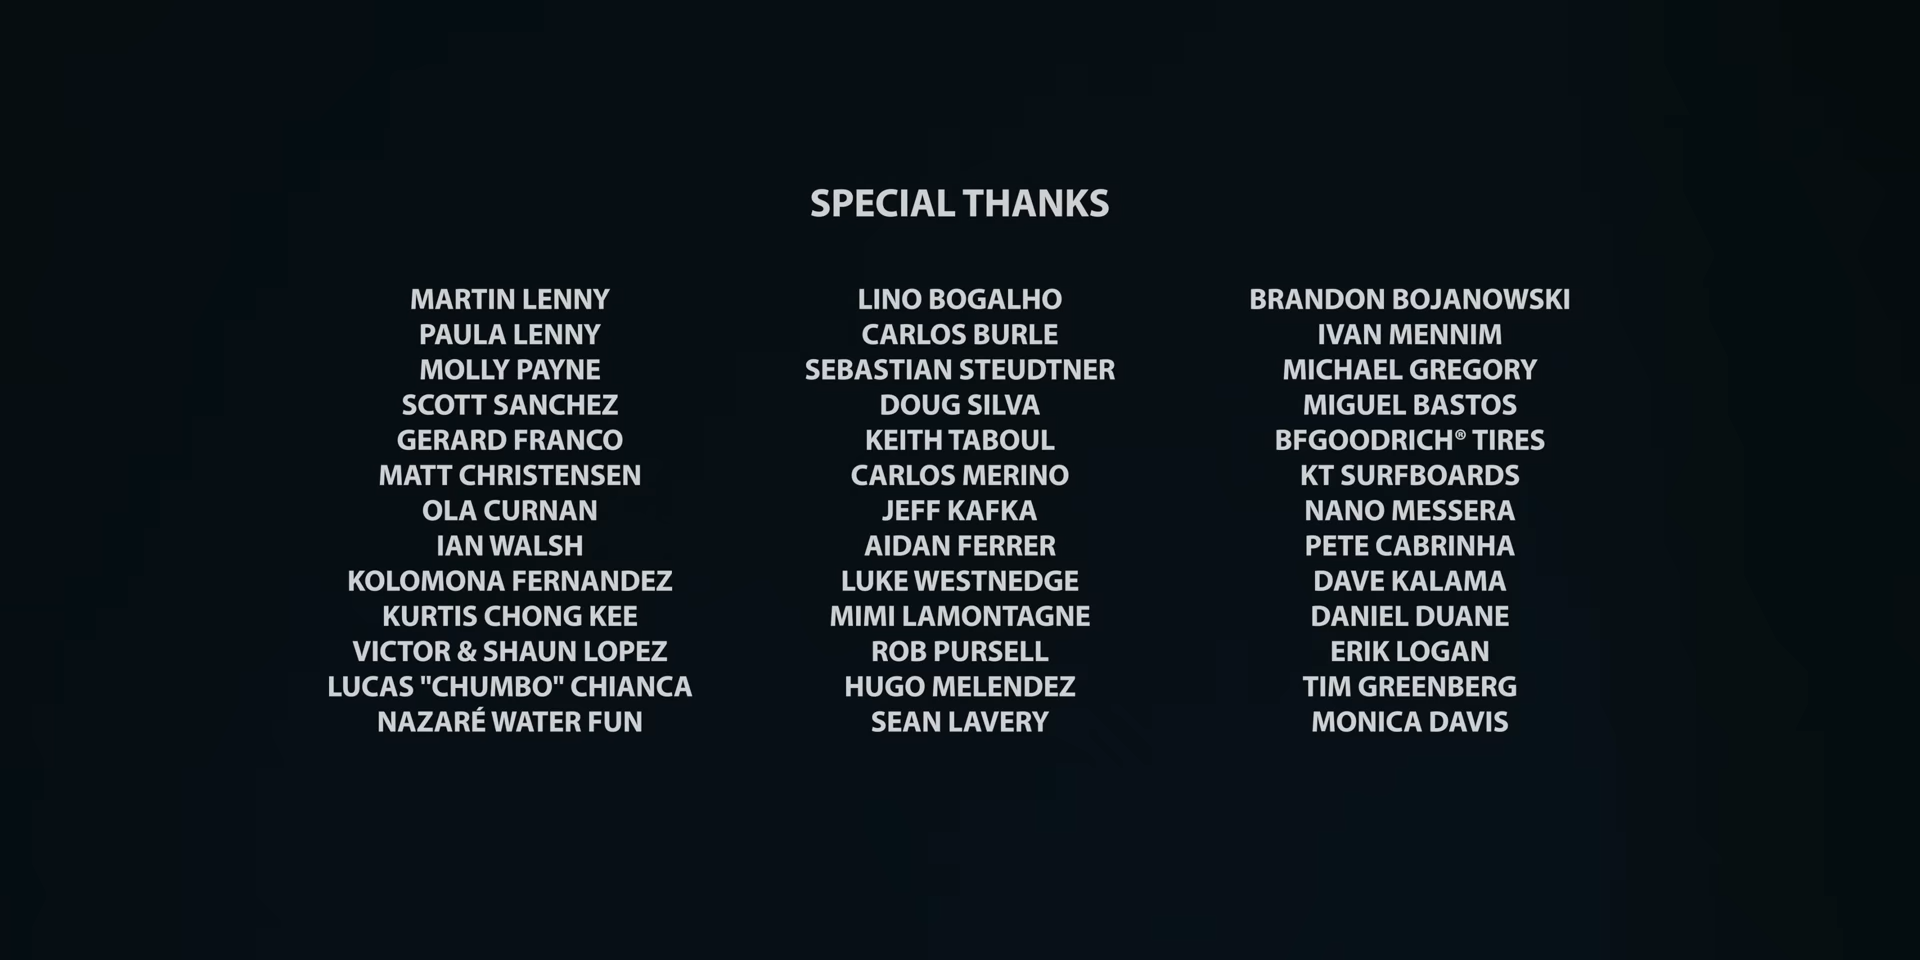 SPECIAL THANKS
MARTIN LENNY
PAULA LENNY
MOLLY PAYNE
SCOTT SANCHEZ
GERARD FRANCO
MATT CHRISTENSEN
OLA CURNAN
IAN WALSH
KOLOMONA FERNANDEZ
KURTIS CHONG KEE
VICTOR & SHAUN LOPEZ
LUCAS "CHUMBO" CHIANCA
NAZARÉ WATER FUN
LINO BOGALHO
CARLOS BURLE
SEBASTIAN STEUDTNER
DOUG SILVA
KEITH TABOUL
CARLOS MERINO
JEFF KAFKA
AIDAN FERRER
LUKE WESTNEDGE
MIMI LAMONTAGNE
ROB PURSELL
HUGO MELENDEZ
SEAN LAVERY
BRANDON BOJANOWSKI
IVAN MENNIM
MICHAEL GREGORY
MIGUEL BASTOS
BFGOODRICH® TIRES
KT SURFBOARDS
NANO MESSERA
PETE CABRINHA
DAVE KALAMA
DANIEL DUANE
ERIK LOGAN
TIM GREENBERG
MONICA DAVIS